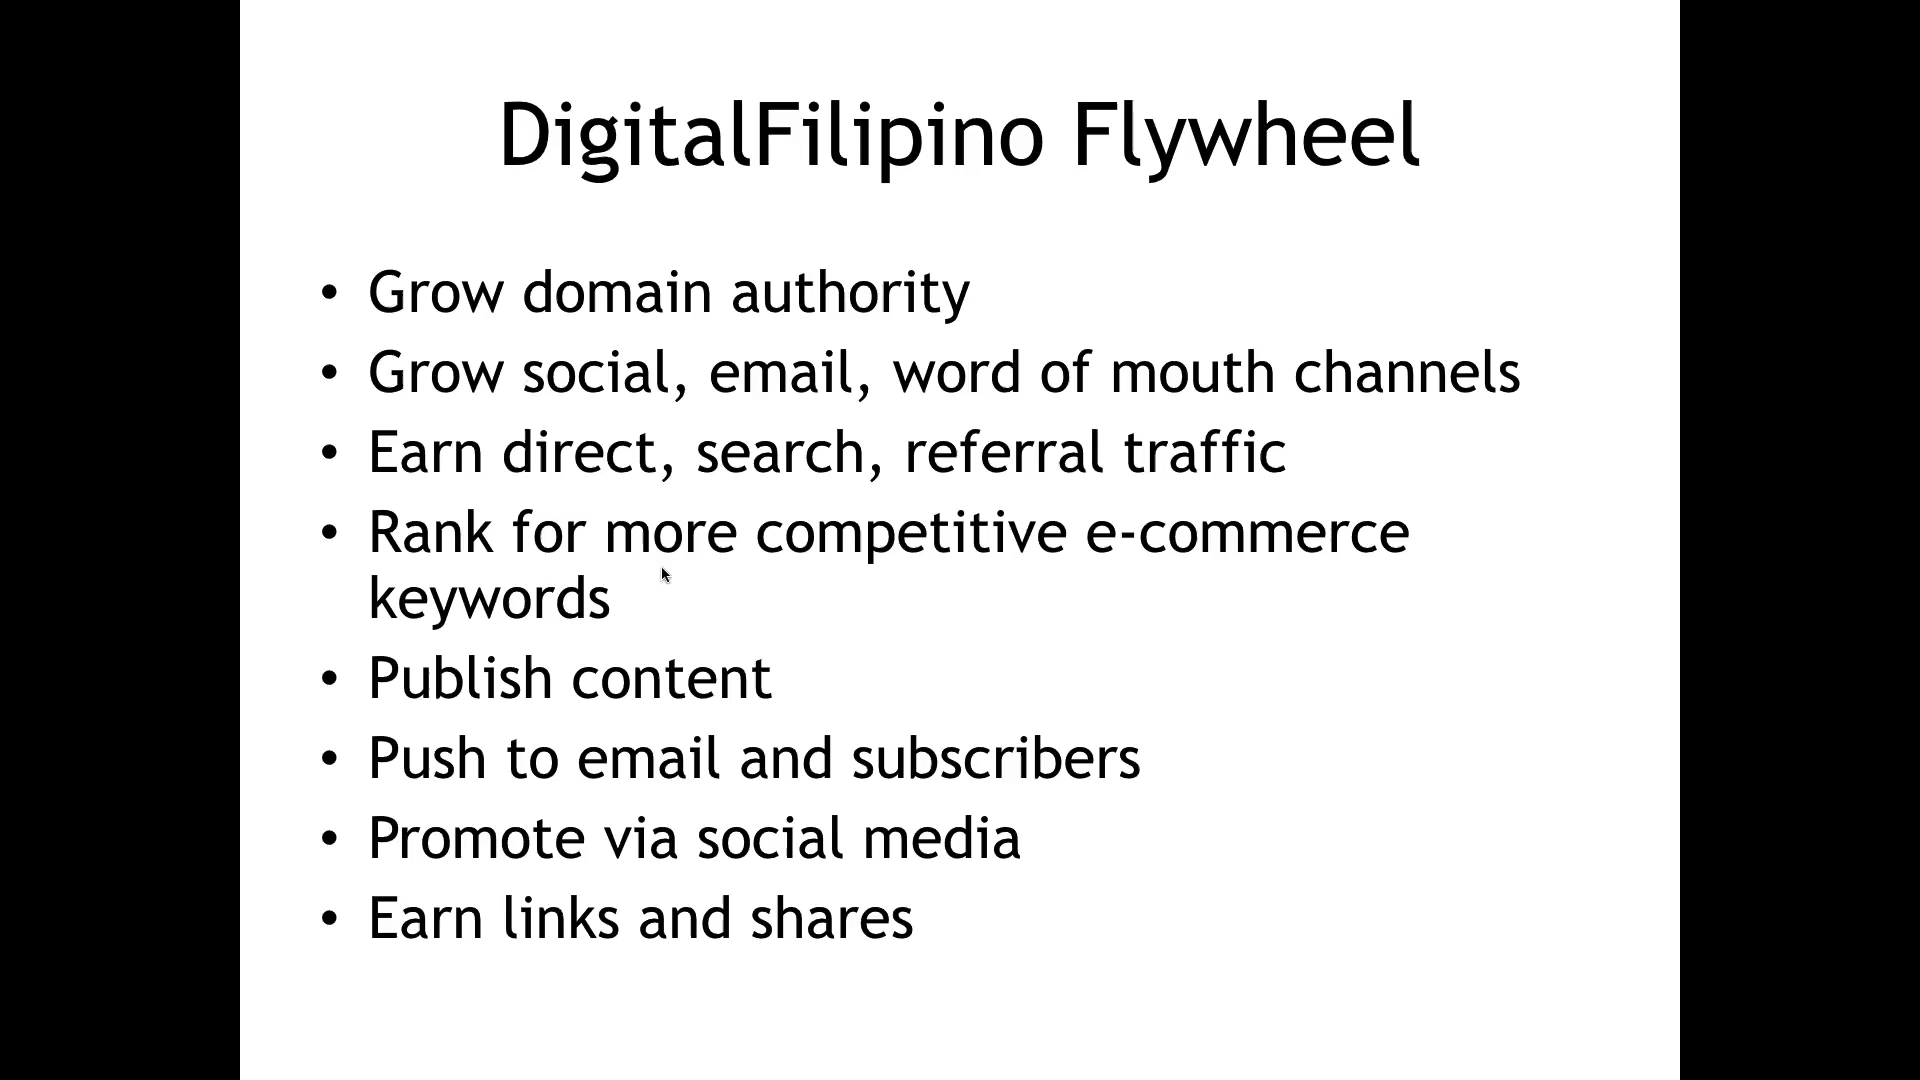 DigitalFilipino Flywheel
• Grow domain authority
• Grow social, email, word of mouth channels
• Earn direct, search, referral traffic
• Rank for more competitive e-commerce
keywords
• Publish content
• Push to email and subscribers
• Promote via social media
• Earn links and shares